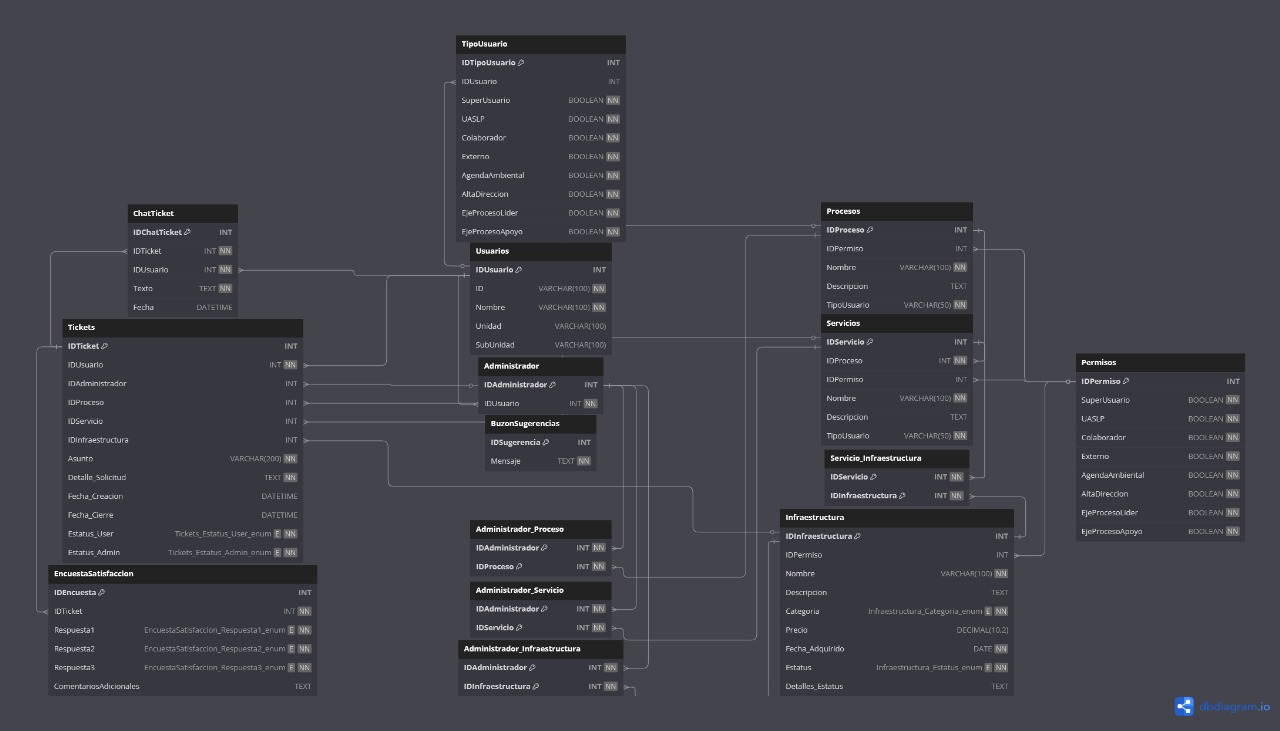 TipoUsuario
IDTipoUsuario INT
IDUsuario INT
SuperUsuario BOOLEAN NN
UASLP BOOLEAN NN
Colaborador BOOLEAN NN
Externo BOOLEAN NN
AgendaAmbiental BOOLEAN NN
AltaDireccion BOOLEAN NN
EjeProcesoLider BOOLEAN NN
EjeProcesoApoyo BOOLEAN NN
ChatTicket
IDChatTicket INT
IDTicket INT NN
IDUsuario INT NN
Texto TEXT NN
Fecha DATETIME
Usuarios
IDUsuario INT
ID VARCHAR(100) NN
Nombre VARCHAR(100) NN
Unidad VARCHAR(100)
SubUnidad VARCHAR(100)
Tickets
IDTicket INT
IDUsuario INT NN
IDAdministrador INT
IDProceso INT
IDServicio INT
IDInfraestructura INT
Asunto VARCHAR(200) NN
Detalle_Solicitud TEXT NN
Fecha_Creacion DATETIME
Fecha_Cierre DATETIME
Estatus_User Tickets_Estatus_User_enum E NN
Estatus_Admin Tickets_Estatus_Admin_enum E NN
EncuestaSatisfaccion
IDEncuesta INT
IDTicket INT NN
Respuesta1 EncuestaSatisfaccion_Respuesta1_enum E NN
Respuesta2 EncuestaSatisfaccion_Respuesta2_enum E NN
Respuesta3 EncuestaSatisfaccion_Respuesta3_enum E NN
ComentariosAdicionales TEXT
Administrador
IDAdministrador INT
IDUsuario INT NN
BuzonSugerencias
IDSugerencia INT
Mensaje TEXT NN
Administrador_Proceso
IDAdministrador INT NN
IDProceso INT NN
Administrador_Servicio
IDAdministrador INT NN
IDServicio INT NN
Administrador_Infraestructura
IDAdministrador INT NN
IDInfraestructura INT NN
Procesos
IDProceso INT
IDPermiso INT
Nombre VARCHAR(100) NN
Descripcion TEXT
TipoUsuario VARCHAR(50) NN
Servicios
IDServicio INT
IDProceso INT NN
IDPermiso INT
Nombre VARCHAR(100) NN
Descripcion TEXT
TipoUsuario VARCHAR(50) NN
Servicio_Infraestructura
IDServicio INT NN
IDInfraestructura INT NN
Infraestructura
IDInfraestructura INT
IDPermiso INT
Nombre VARCHAR(100) NN
Descripcion TEXT
Categoria Infraestructura_Categoria_enum E NN
Precio DECIMAL(10,2)
Fecha_Adquirido DATE NN
Estatus Infraestructura_Estatus_enum E NN
Detalles_Estatus TEXT
Permisos
IDPermiso INT
SuperUsuario BOOLEAN NN
UASLP BOOLEAN NN
Colaborador BOOLEAN NN
Externo BOOLEAN NN
AgendaAmbiental BOOLEAN NN
AltaDireccion BOOLEAN NN
EjeProcesoLider BOOLEAN NN
EjeProcesoApoyo BOOLEAN NN
dbdiagram.io